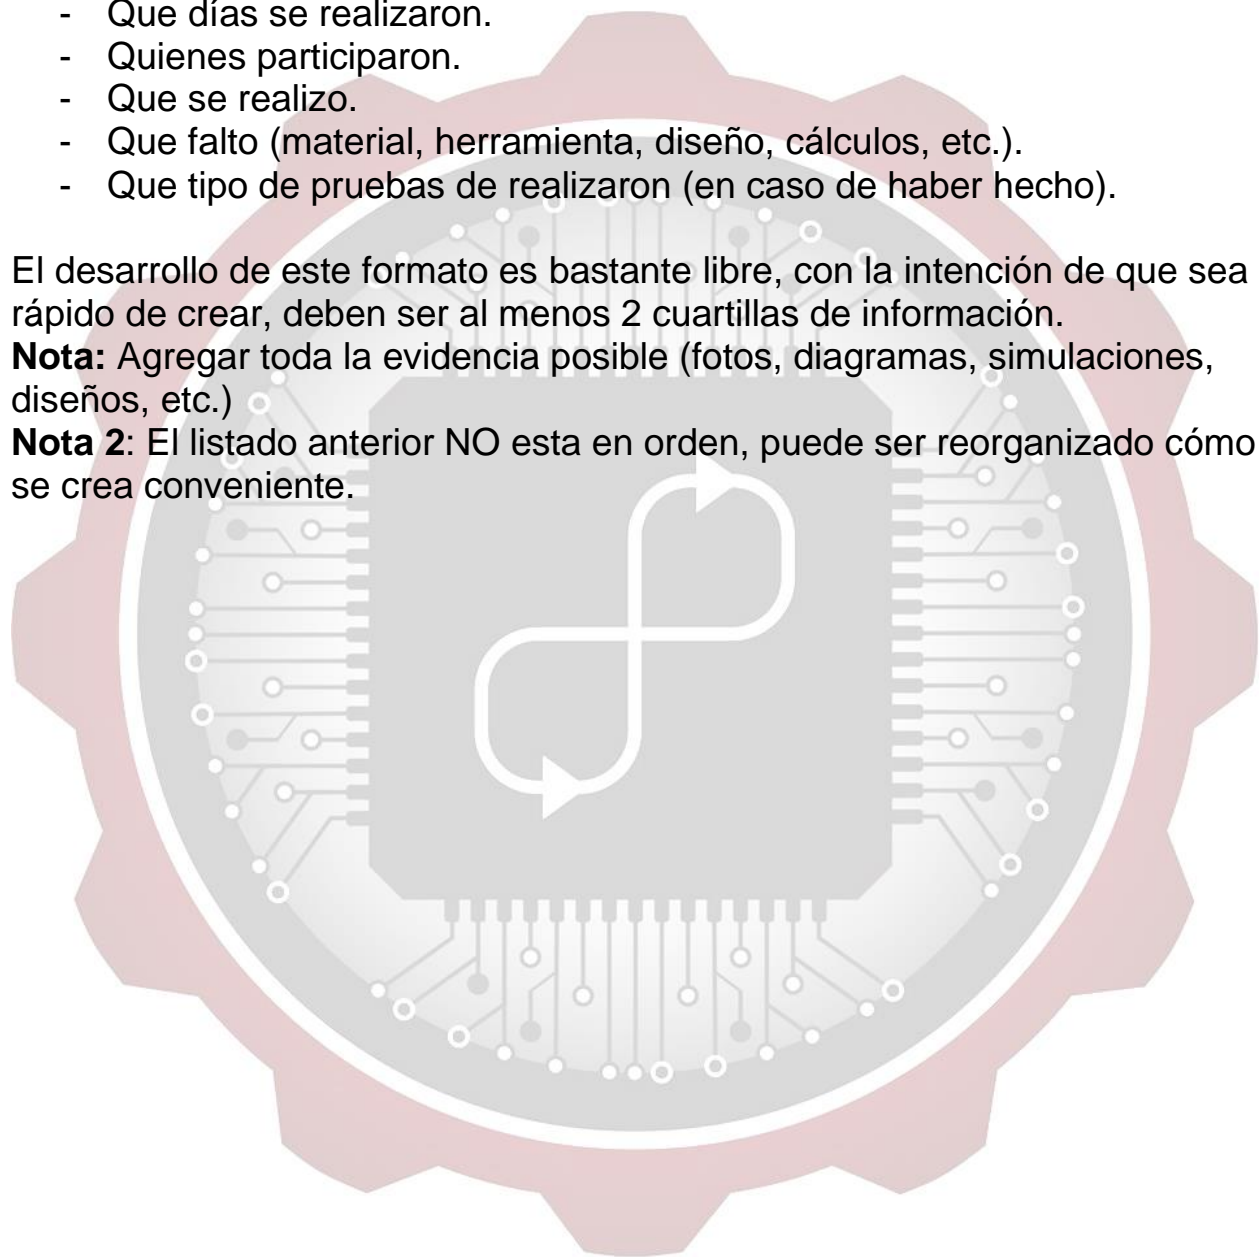 - Que días se realizaron.
- Quienes participaron.
- Que se realizo.
- Que falto (material, herramienta, diseño, cálculos, etc.).
- Que tipo de pruebas de realizaron (en caso de haber hecho).
El desarrollo de este formato es bastante libre, con la intención de que sea
rápido de crear, deben ser al menos 2 cuartillas de información.
Nota: Agregar toda la evidencia posible (fotos, diagramas, simulaciones,
diseños, etc.)
Nota 2: El listado anterior NO esta en orden, puede ser reorganizado cómo
se crea conveniente.